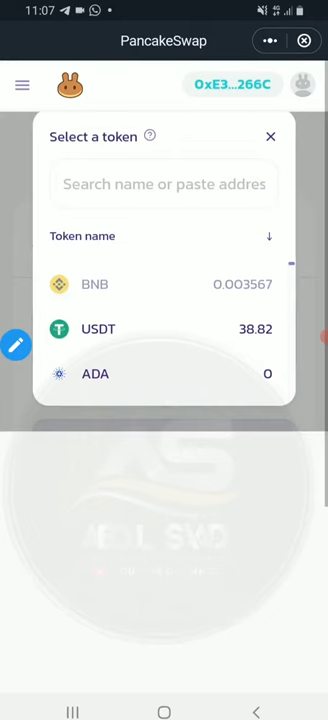 11:07
4G
PancakeSwap
0xE3...266C
Select a token ?
Search name or paste addres
Token name ↓
BNB 0.003567
USDT 38.82
ADA 0